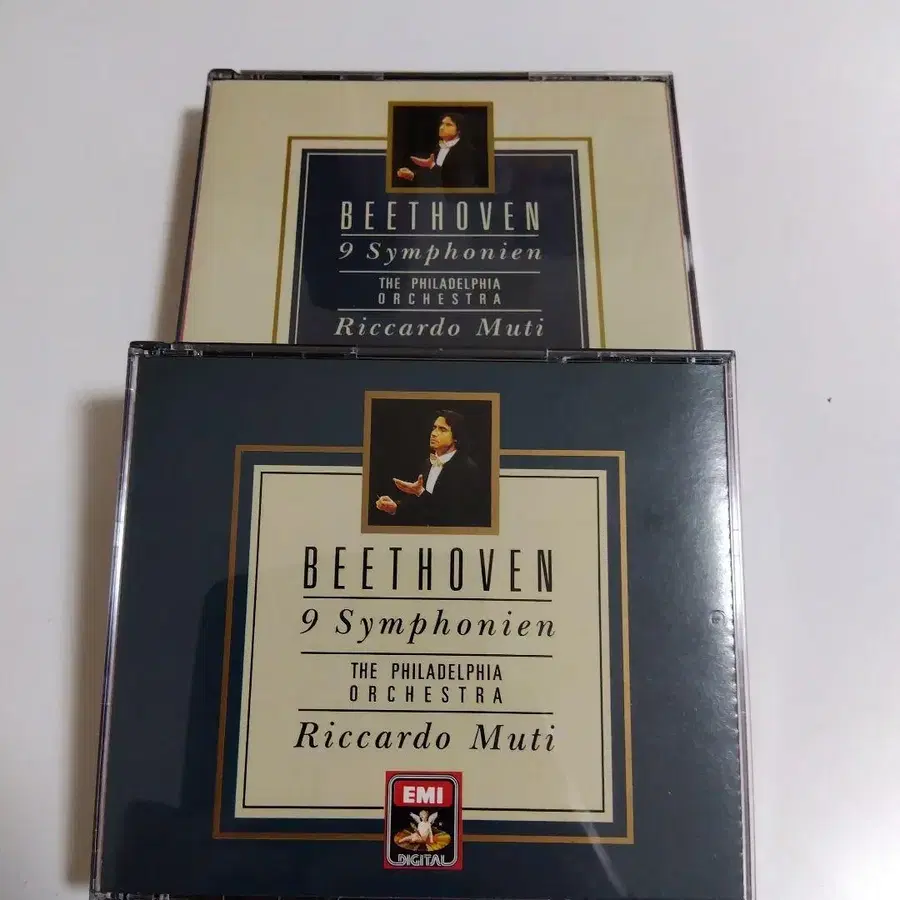 BEETHOVEN
9 Symphonien
THE PHILADELPHIA
ORCHESTRA
Riccardo Muti
BEETHOVEN
9 Symphonien
THE PHILADELPHIA
ORCHESTRA
Riccardo Muti
EMI
DIGITAL